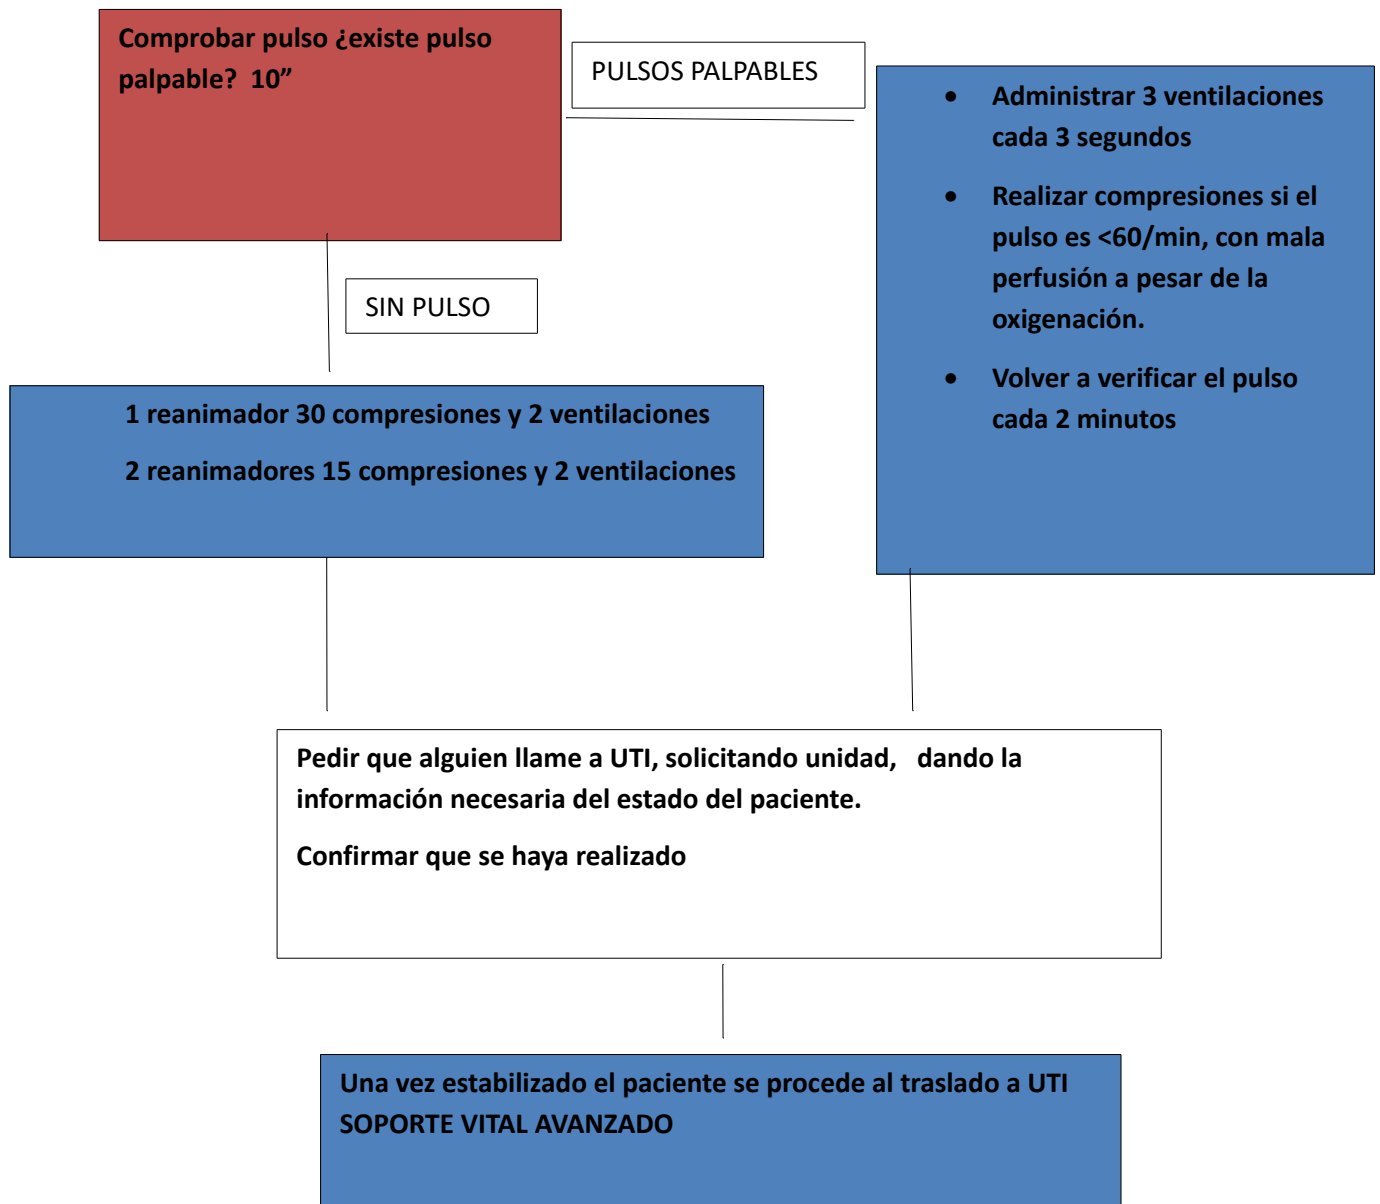 Comprobar pulso ¿existe pulso
palpable?  10”
PULSOS PALPABLES
• Administrar 3 ventilaciones
cada 3 segundos
• Realizar compresiones si el
pulso es <60/min, con mala
perfusión a pesar de la
oxigenación.
• Volver a verificar el pulso
cada 2 minutos
SIN PULSO
1 reanimador 30 compresiones y 2 ventilaciones
2 reanimadores 15 compresiones y 2 ventilaciones
Pedir que alguien llame a UTI, solicitando unidad,   dando la
información necesaria del estado del paciente.
Confirmar que se haya realizado
Una vez estabilizado el paciente se procede al traslado a UTI
SOPORTE VITAL AVANZADO